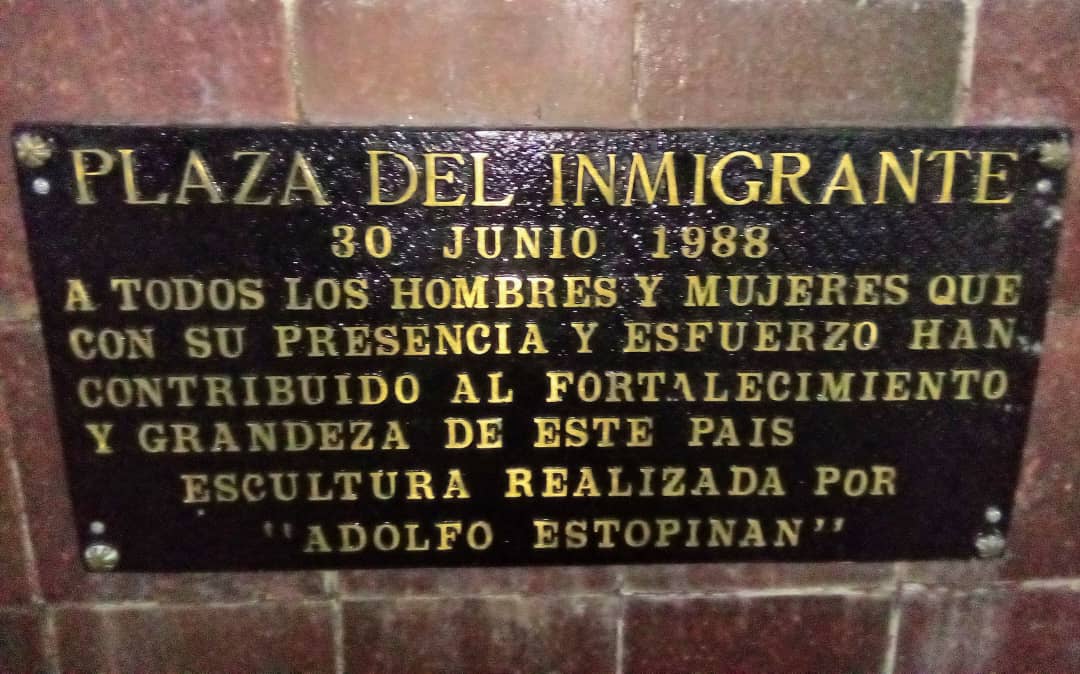 PLAZA DEL INMIGRANTE
30 JUNIO 1988
A TODOS LOS HOMBRES Y MUJERES QUE
CON SU PRESENCIA Y ESFUERZO HAN
CONTRIBUIDO AL FORTALECIMIENTO
Y GRANDEZA DE ESTE PAIS
ESCULTURA REALIZADA POR
"ADOLFO ESTOPINAN"